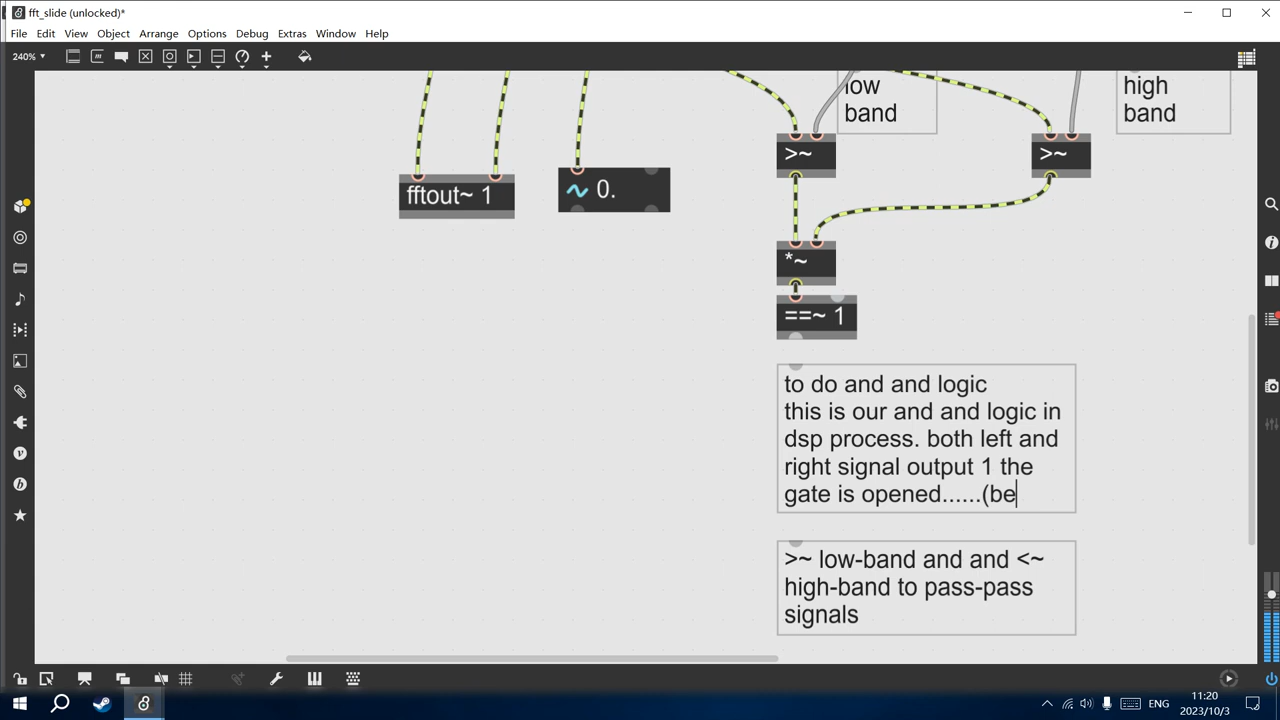 fft_slide (unlocked)*
File Edit View Object Arrange Options Debug Extras Window Help
240%
low
band
high
band
>~
>~
fftout~ 1
0.
*~
==~ 1
to do and and logic
this is our and and logic in
dsp process. both left and
right signal output 1 the
gate is opened......(be
>~ low-band and and <~
high-band to pass-pass
signals
ENG
11:20
2023/10/3